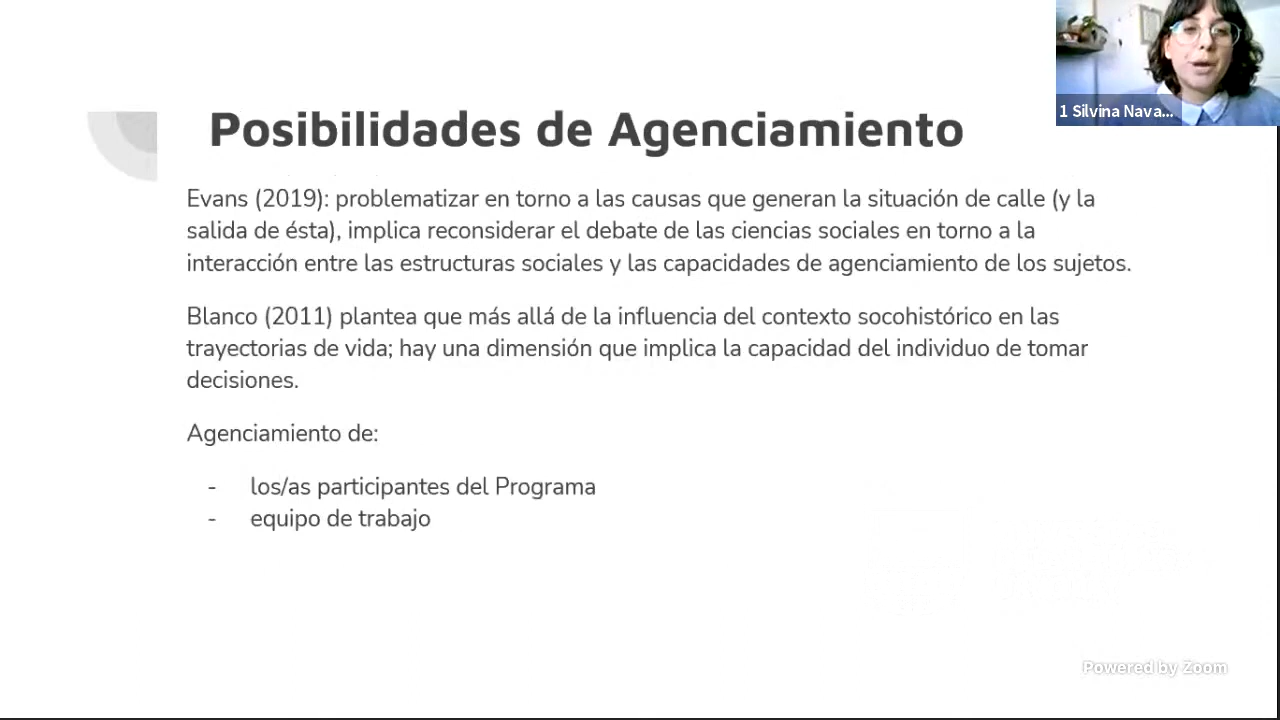 1 Silvina Nava...
Posibilidades de Agenciamiento
Evans (2019): problematizar en torno a las causas que generan la situación de calle (y la
salida de ésta), implica reconsiderar el debate de las ciencias sociales en torno a la
interacción entre las estructuras sociales y las capacidades de agenciamiento de los sujetos.
Blanco (2011) plantea que más allá de la influencia del contexto socohistórico en las
trayectorias de vida; hay una dimensión que implica la capacidad del individuo de tomar
decisiones.
Agenciamiento de:
- los/as participantes del Programa
- equipo de trabajo
Powered by Zoom